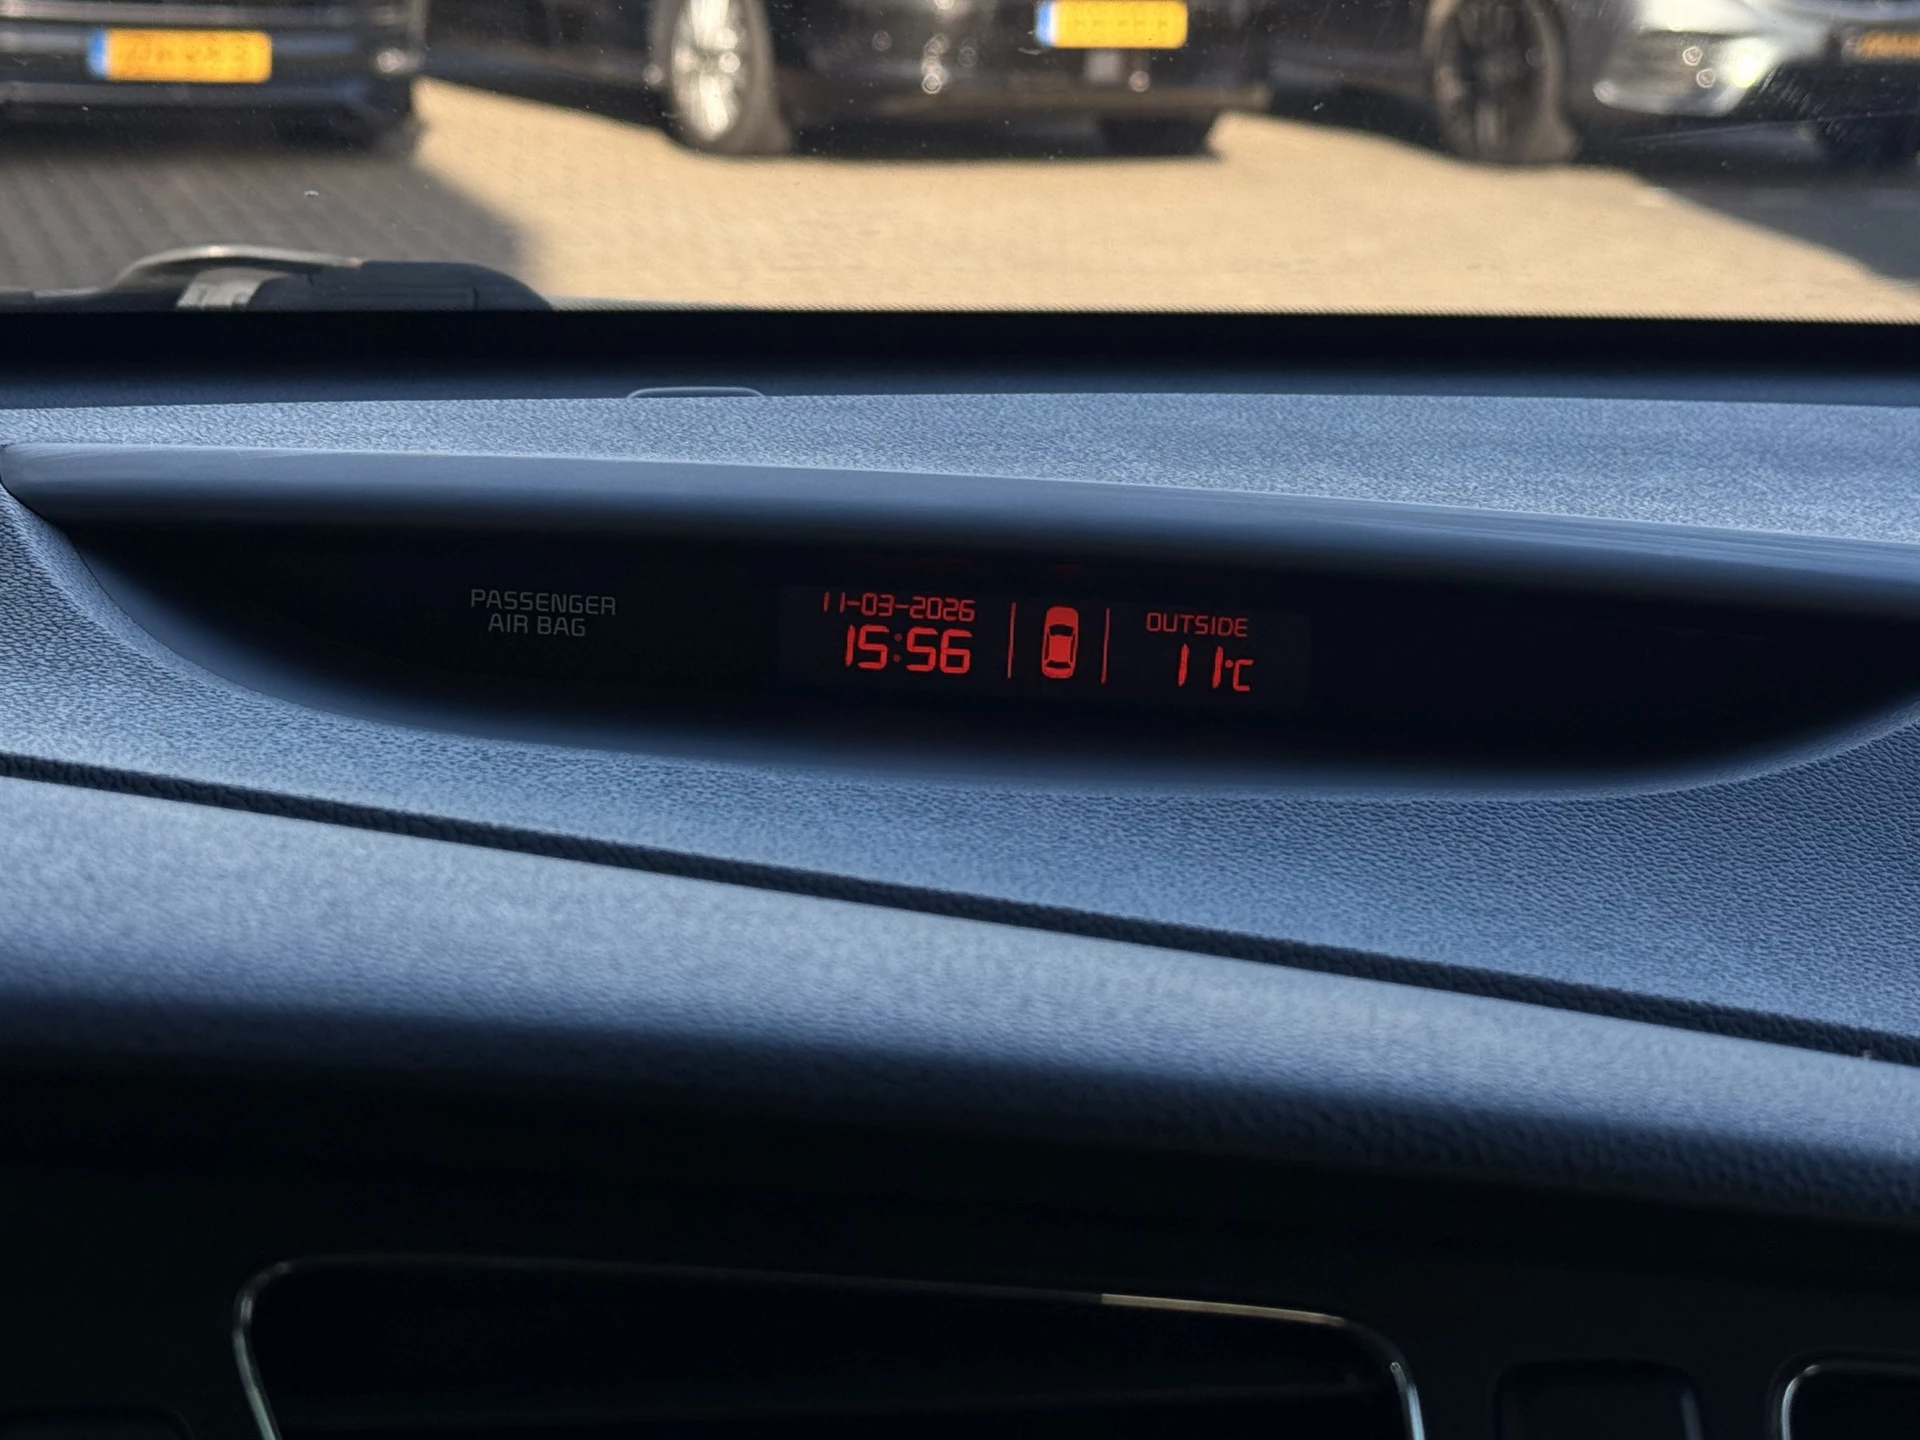 PASSENGER
AIR BAG
11-03-2026
15:56
OUTSIDE
11°C